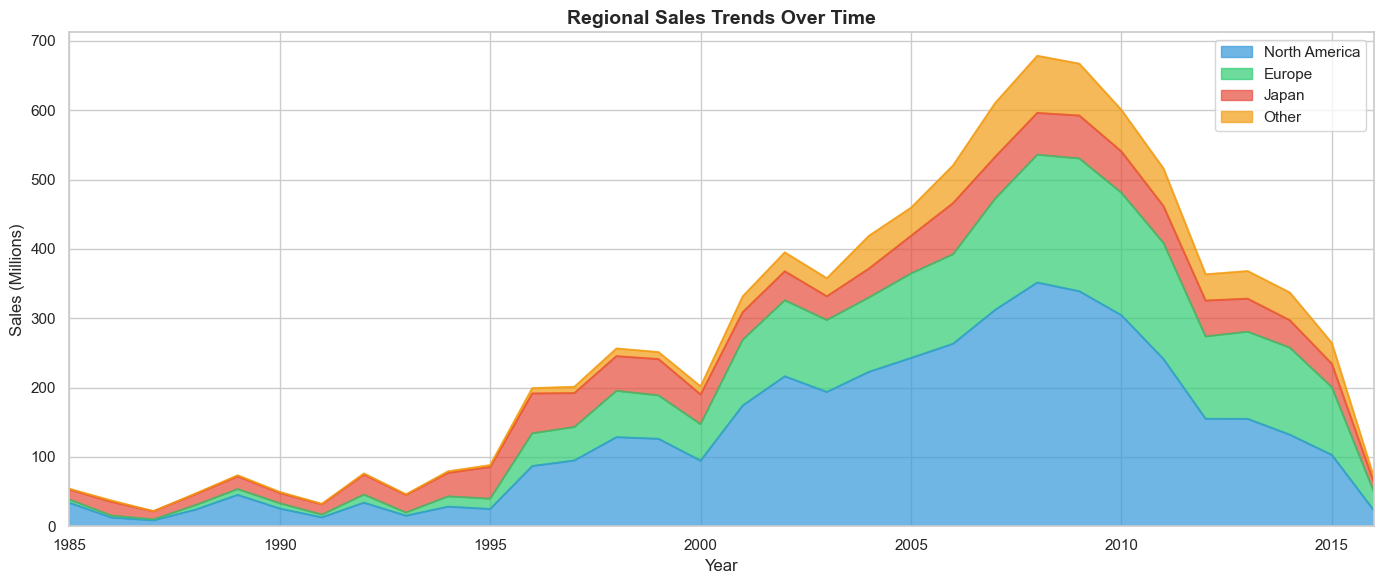 Regional Sales Trends Over Time
North America
Europe
Japan
Other
Sales (Millions)
700
600
500
400
300
200
100
0
1985
1990
1995
2000
2005
2010
2015
Year